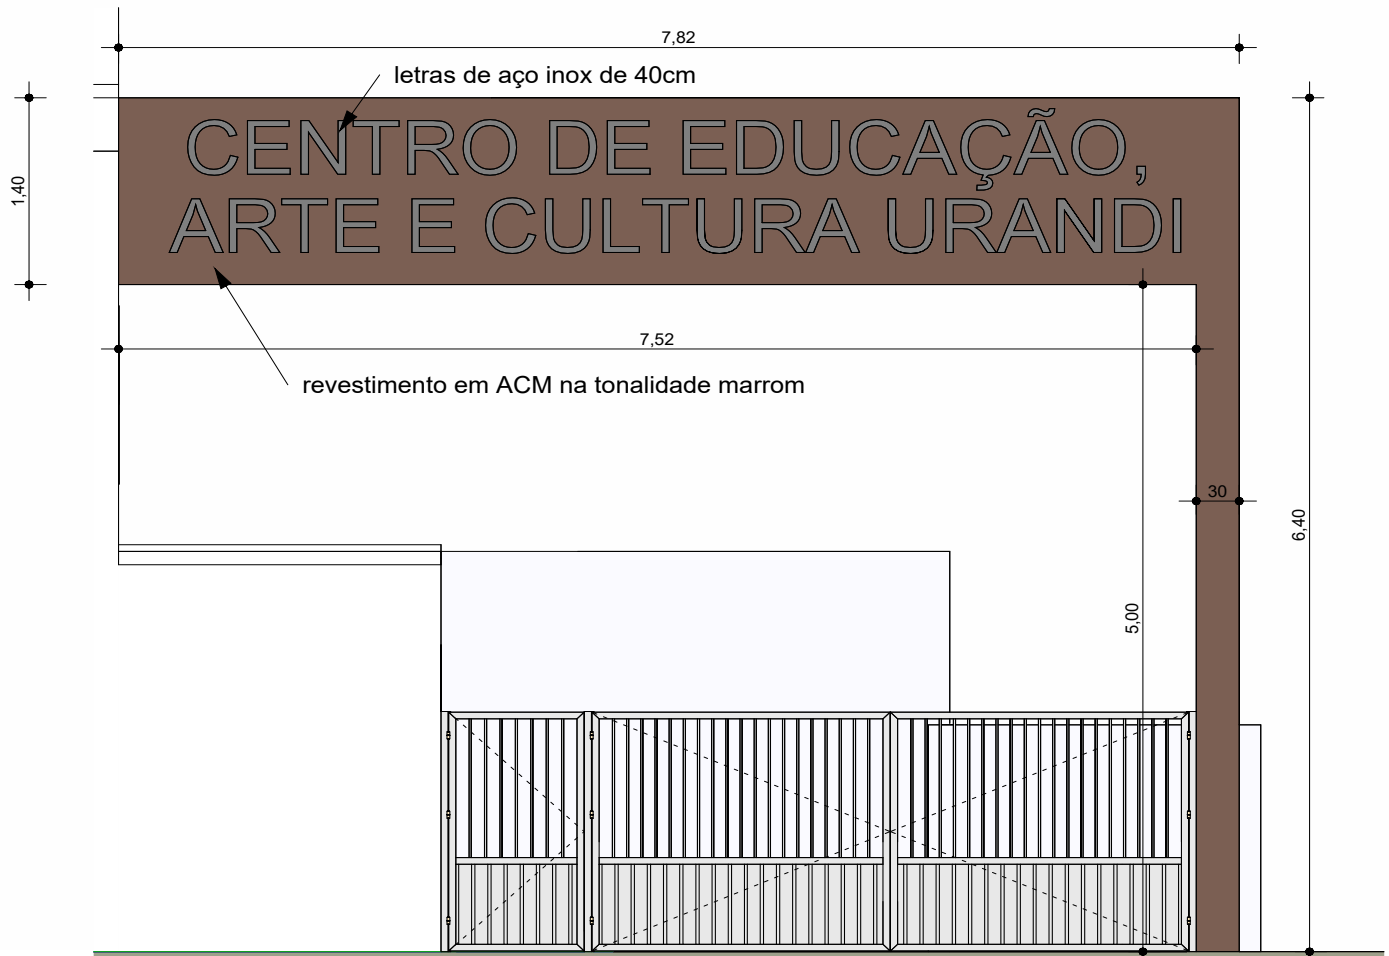 7,82
letras de aço inox de 40cm
CENTRO DE EDUCAÇÃO,
ARTE E CULTURA URANDI
1,40
7,52
revestimento em ACM na tonalidade marrom
30
6,40
5,00